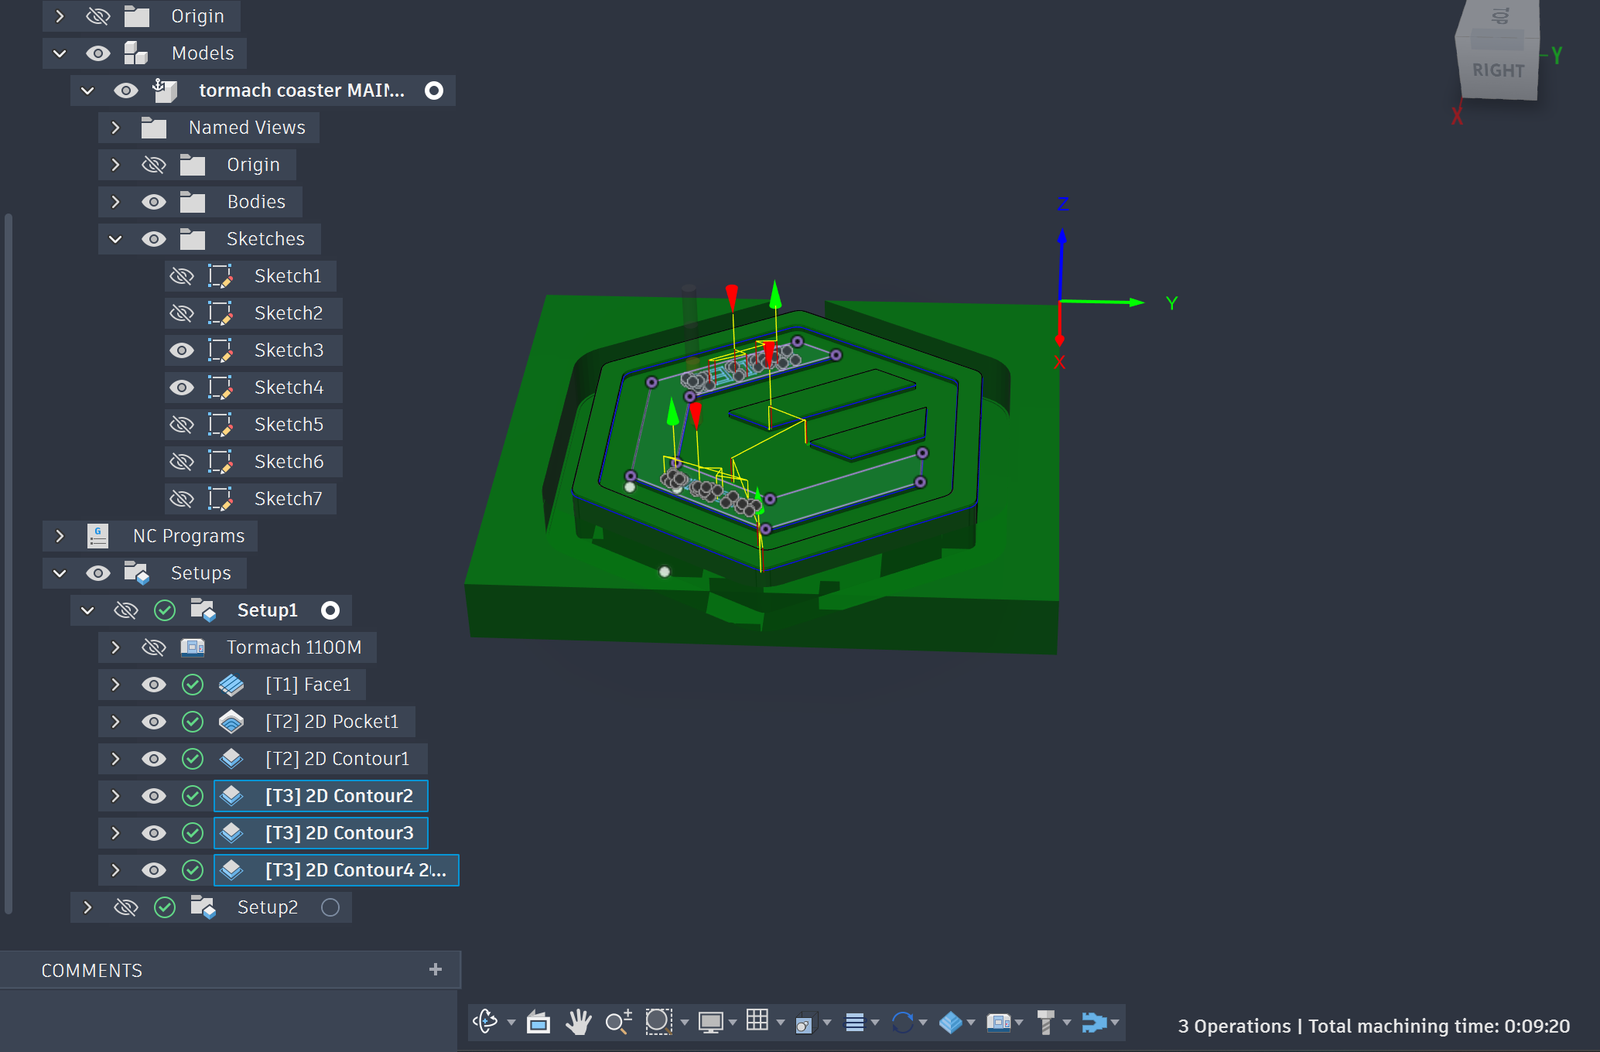 Origin
Models
tormach coaster MAIN...
Named Views
Origin
Bodies
Sketches
Sketch1
Sketch2
Sketch3
Sketch4
Sketch5
Sketch6
Sketch7
G
NC Programs
Setups
Setup1
Tormach 1100M
[T1] Face1
[T2] 2D Pocket1
[T2] 2D Contour1
[T3] 2D Contour2
[T3] 2D Contour3
[T3] 2D Contour4 2...
Setup2
COMMENTS
TOP
RIGHT
Y
X
Z
Y
X
3 Operations | Total machining time: 0:09:20